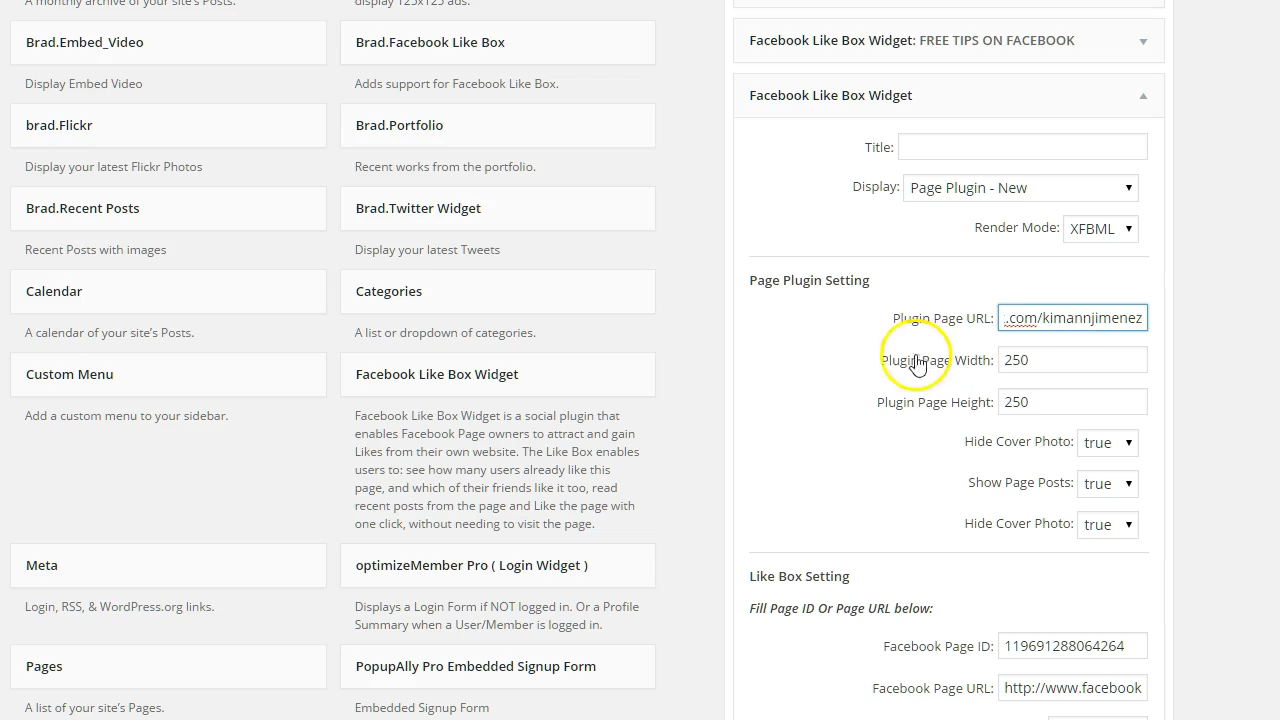 A monthly archive of your site's Posts.
display 125x125 ads.
Brad.Embed_Video
Brad.Facebook Like Box
Display Embed Video
Adds support for Facebook Like Box.
brad.Flickr
Brad.Portfolio
Display your latest Flickr Photos
Recent works from the portfolio.
Brad.Recent Posts
Brad.Twitter Widget
Recent Posts with images
Display your latest Tweets
Calendar
Categories
A calendar of your site's Posts.
A list or dropdown of categories.
Custom Menu
Facebook Like Box Widget
Add a custom menu to your sidebar.
Facebook Like Box Widget is a social plugin that
enables Facebook Page owners to attract and gain
Likes from their own website. The Like Box enables
users to: see how many users already like this
page, and which of their friends like it too, read
recent posts from the page and Like the page with
one click, without needing to visit the page.
Meta
optimizeMember Pro ( Login Widget )
Login, RSS, & WordPress.org links.
Displays a Login Form if NOT logged in. Or a Profile
Summary when a User/Member is logged in.
Pages
PopupAlly Pro Embedded Signup Form
A list of your site's Pages.
Embedded Signup Form
Facebook Like Box Widget: FREE TIPS ON FACEBOOK
Facebook Like Box Widget
Title:
Display: Page Plugin - New
Render Mode: XFBML
Page Plugin Setting
Plugin Page URL: .com/kimannjimenez
Plugin Page Width: 250
Plugin Page Height: 250
Hide Cover Photo: true
Show Page Posts: true
Hide Cover Photo: true
Like Box Setting
Fill Page ID Or Page URL below:
Facebook Page ID: 119691288064264
Facebook Page URL: http://www.facebook